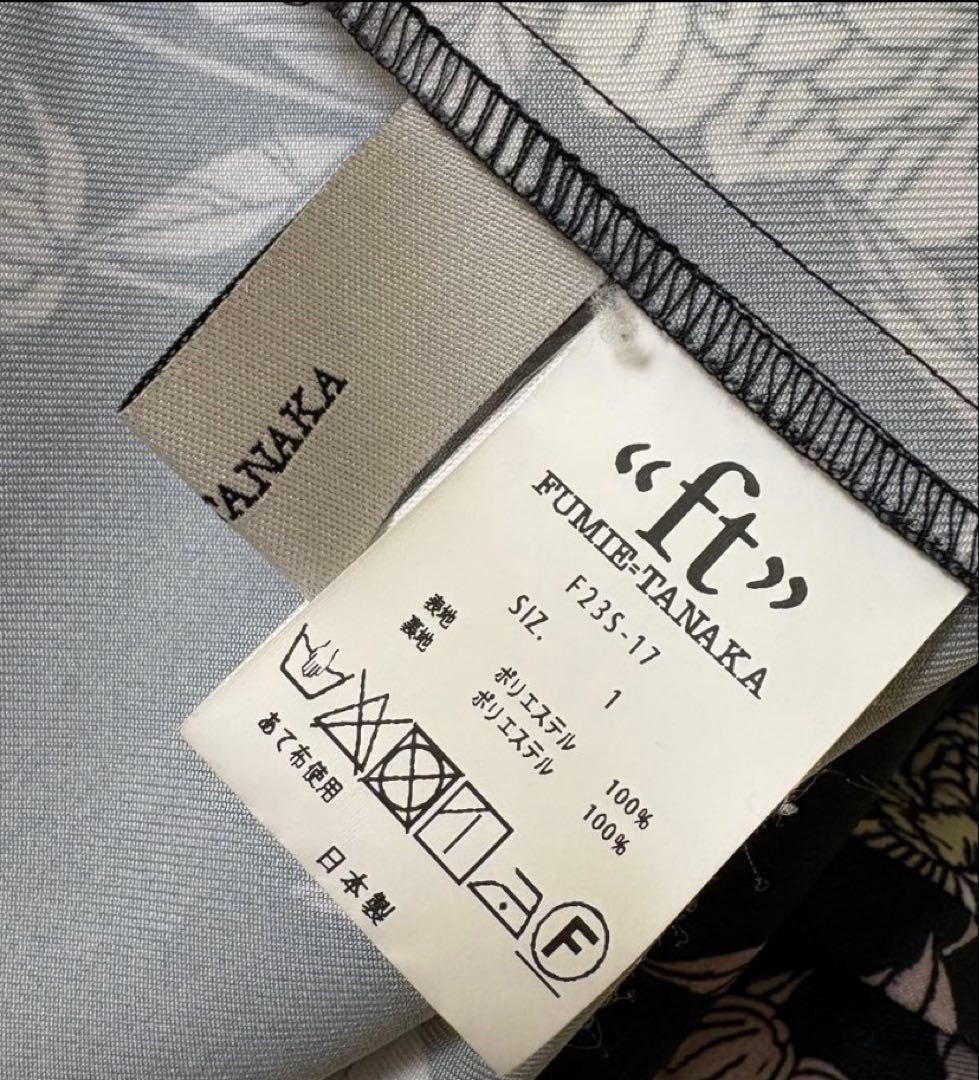 TANAKA
“ft”
FUMIE=TANAKA
F23S-17
SIZ. 1
表地 ポリエステル 100%
裏地 ポリエステル 100%
F
あて布使用
日本製